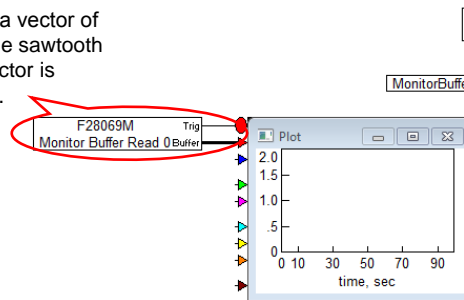 a vector of
e sawtooth
ctor is
.
MonitorBuffe
F28069M
Trig
Monitor Buffer Read 0
Buffer
Plot
2.0
1.5
1.0
.5
0
0 10 30 50 70 90
time, sec